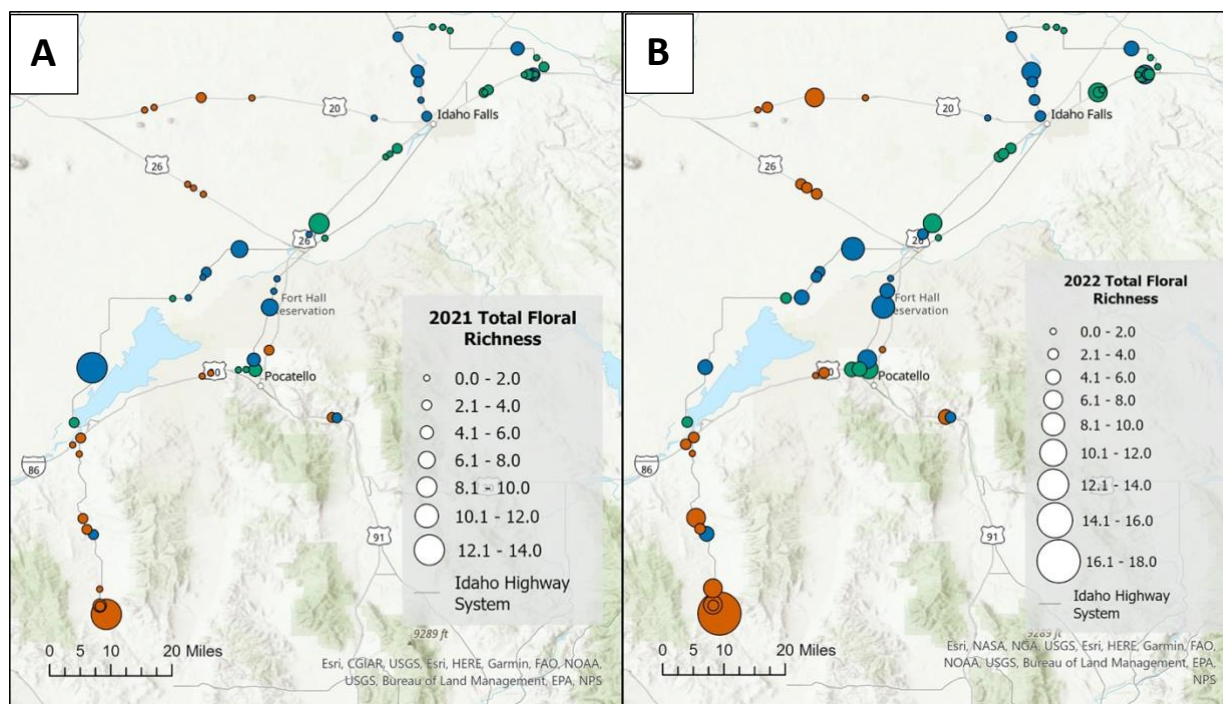 A
20
Idaho Falls
26
26
Fort Hall
Reservation
Pocatello
86
91
9289 ft
2021 Total Floral
Richness
0.0 - 2.0
2.1 - 4.0
4.1 - 6.0
6.1 - 8.0
8.1 - 10.0
10.1 - 12.0
12.1 - 14.0
Idaho Highway
System
0 5 10 20 Miles
Esri, CGIAR, USGS, Esri, HERE, Garmin, FAO, NOAA,
USGS, Bureau of Land Management, EPA, NPS
B
20
Idaho Falls
26
26
Fort Hall
Reservation
Pocatello
86
91
9289 ft
2022 Total Floral
Richness
0.0 - 2.0
2.1 - 4.0
4.1 - 6.0
6.1 - 8.0
8.1 - 10.0
10.1 - 12.0
12.1 - 14.0
14.1 - 16.0
16.1 - 18.0
Idaho Highway
System
0 5 10 20 Miles
Esri, NASA, NGA, USGS, Esri, HERE, Garmin, FAO,
NOAA, USGS, Bureau of Land Management, EPA,
NPS